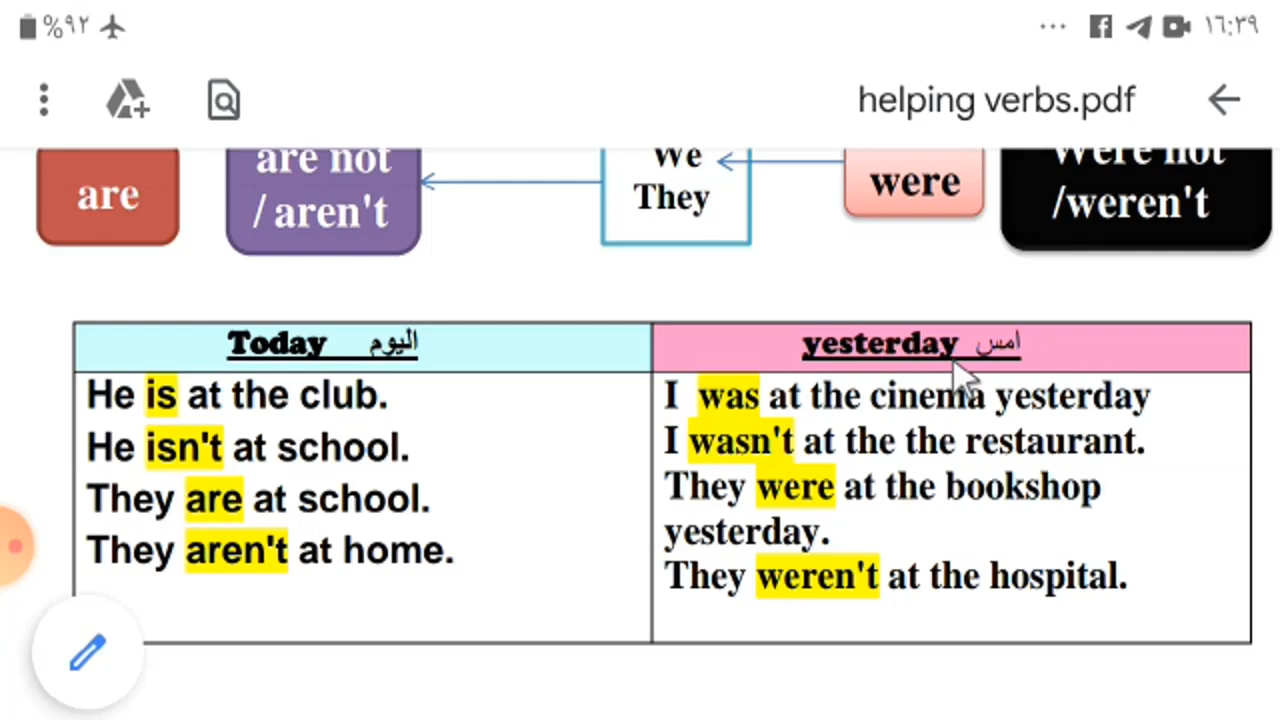 %٩٢ ١٦:٣٩
helping verbs.pdf
are
are not
/ aren't
We
They
were
Were not
/weren't
Today اليوم
He is at the club.
He isn't at school.
They are at school.
They aren't at home.
yesterday امس
I was at the cinema yesterday
I wasn't at the the restaurant.
They were at the bookshop
yesterday.
They weren't at the hospital.